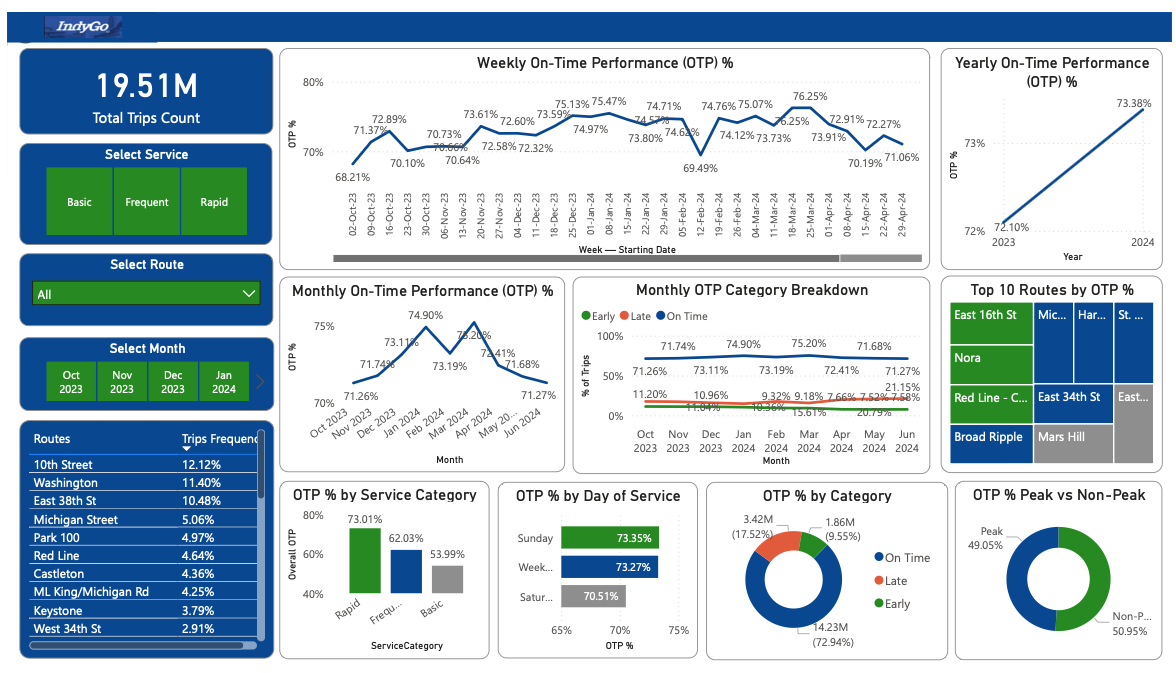 IndyGo
19.51M
Total Trips Count
Select Service
Basic
Frequent
Rapid
Select Route
All
Select Month
Oct
2023
Nov
2023
Dec
2023
Jan
2024
Routes Trips Frequenc
10th Street 12.12%
Washington 11.40%
East 38th St 10.48%
Michigan Street 5.06%
Park 100 4.97%
Red Line 4.64%
Castleton 4.36%
ML King/Michigan Rd 4.25%
Keystone 3.79%
West 34th St 2.91%
Weekly On-Time Performance (OTP) %
OTP %
80%
70%
68.21%
71.37%
72.89%
70.10%
70.73%
70.66%
70.64%
73.61%
72.58%
72.60%
72.32%
73.59%
75.13%
74.97%
75.47%
74.57%
73.80%
74.71%
74.62%
69.49%
74.76%
74.12%
75.07%
73.73%
76.25%
76.25%
73.91%
72.91%
70.19%
72.27%
71.06%
02-Oct-23
09-Oct-23
16-Oct-23
23-Oct-23
30-Oct-23
06-Nov-23
13-Nov-23
20-Nov-23
27-Nov-23
04-Dec-23
11-Dec-23
18-Dec-23
25-Dec-23
01-Jan-24
08-Jan-24
15-Jan-24
22-Jan-24
29-Jan-24
05-Feb-24
12-Feb-24
19-Feb-24
26-Feb-24
04-Mar-24
11-Mar-24
18-Mar-24
25-Mar-24
01-Apr-24
08-Apr-24
15-Apr-24
22-Apr-24
29-Apr-24
Week — Starting Date
Yearly On-Time Performance
(OTP) %
OTP %
73%
72%
72.10%
73.38%
2023
2024
Year
Monthly On-Time Performance (OTP) %
OTP %
75%
70%
71.26%
71.74%
73.11%
74.90%
73.19%
75.20%
72.41%
71.68%
71.27%
Oct 2023
Nov 2023
Dec 2023
Jan 2024
Feb 2024
Mar 2024
Apr 2024
May 20...
Jun 2024
Month
Monthly OTP Category Breakdown
Early Late On Time
% of Trips
100%
50%
0%
71.26%
71.74%
73.11%
74.90%
73.19%
75.20%
72.41%
71.68%
71.27%
11.20%
10.96%
9.32%
9.18%
7.66%
7.52%
7.58%
21.15%
11.84%
10.36%
15.61%
20.79%
Oct
2023
Nov
2023
Dec
2023
Jan
2024
Feb
2024
Mar
2024
Apr
2024
May
2024
Jun
2024
Month
Top 10 Routes by OTP %
East 16th St
Nora
Red Line - C...
Broad Ripple
Mic...
Har...
St. ...
East 34th St
East...
Mars Hill
OTP % by Service Category
Overall OTP
80%
60%
40%
73.01%
62.03%
53.99%
Rapid
Frequ...
Basic
ServiceCategory
OTP % by Day of Service
Sunday 73.35%
Week... 73.27%
Satur... 70.51%
65% 70% 75%
OTP %
OTP % by Category
3.42M
(17.52%)
1.86M
(9.55%)
14.23M
(72.94%)
On Time
Late
Early
OTP % Peak vs Non-Peak
Peak
49.05%
Non-P...
50.95%